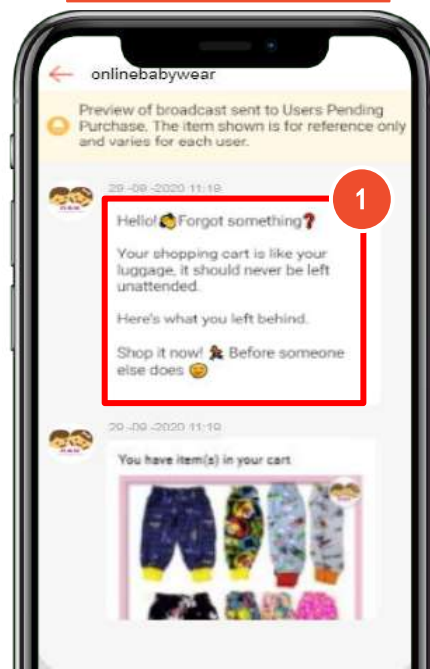 onlinebabywear
Preview of broadcast sent to Users Pending
Purchase. The item shown is for reference only
and varies for each user.
29-09-2020 11:19
1
Hello! Forgot something❓
Your shopping cart is like your
luggage, it should never be left
unattended.
Here's what you left behind.
Shop it now! Before someone
else does
29-09-2020 11:19
You have item(s) in your cart